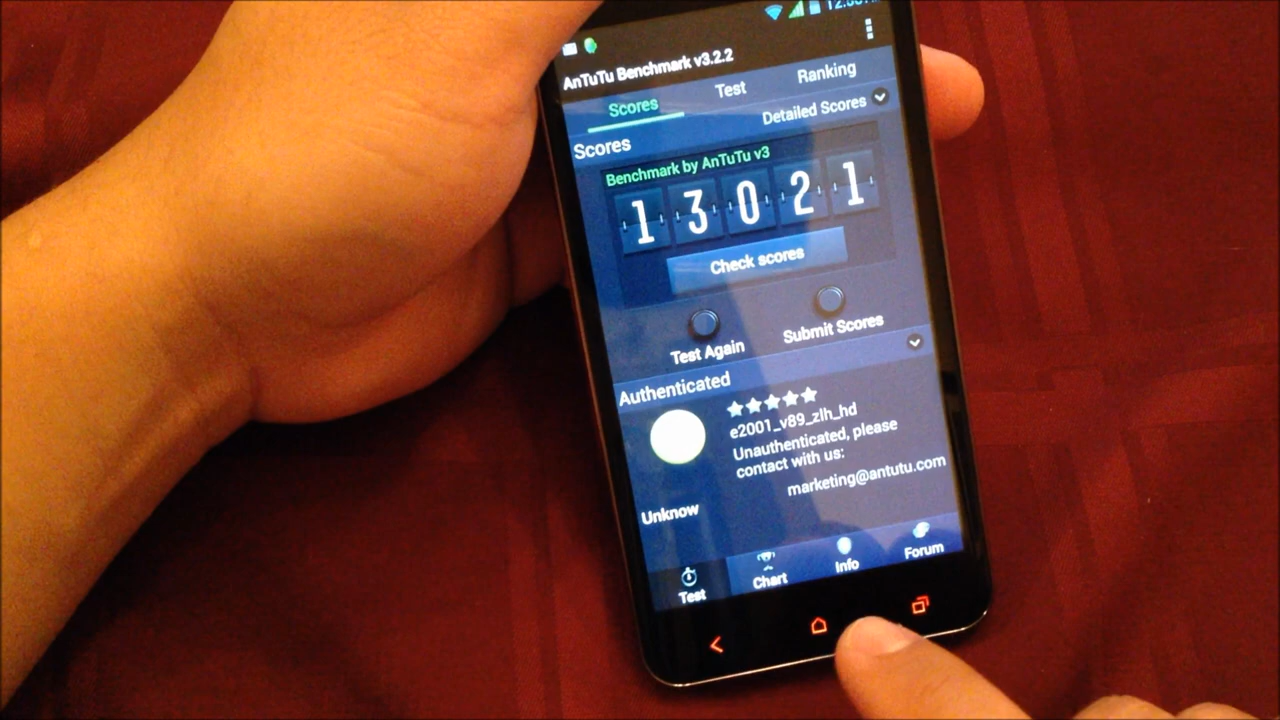 AnTuTu Benchmark v3.2.2
Scores Test Ranking
Detailed Scores
Scores
Benchmark by AnTuTu v3
13021
Check scores
Test Again Submit Scores
Authenticated
e2001_v89_zlh_hd
Unauthenticated, please
contact with us:
marketing@antutu.com
Unknow
Test Chart Info Forum